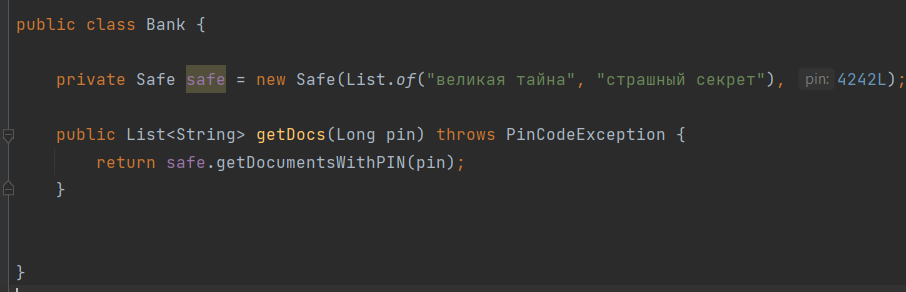 public class Bank {
private Safe safe = new Safe(List.of("великая тайна", "страшный секрет"), pin: 4242L);
public List<String> getDocs(Long pin) throws PinCodeException {
return safe.getDocumentsWithPIN(pin);
}
}